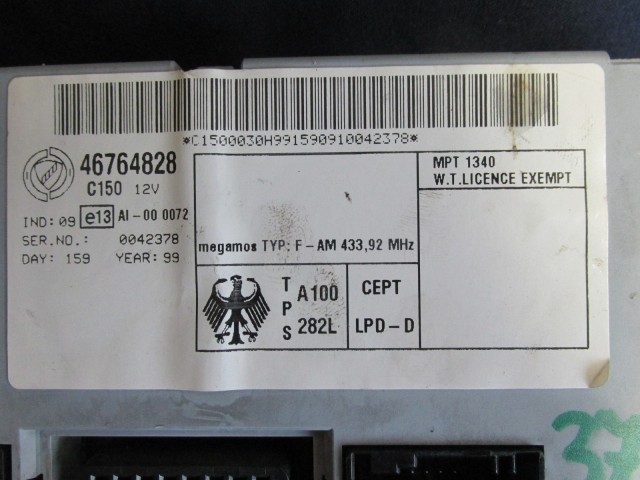 *C1500030H991590910042378*
46764828
C150 12V
IND: 09 e13 AI-00 0072
SER.NO.: 0042378
DAY: 159 YEAR: 99
megamos TYP: F-AM 433,92 MHz
TPS
A100
282L
CEPT
LPD-D
MPT 1340
W.T.LICENCE EXEMPT